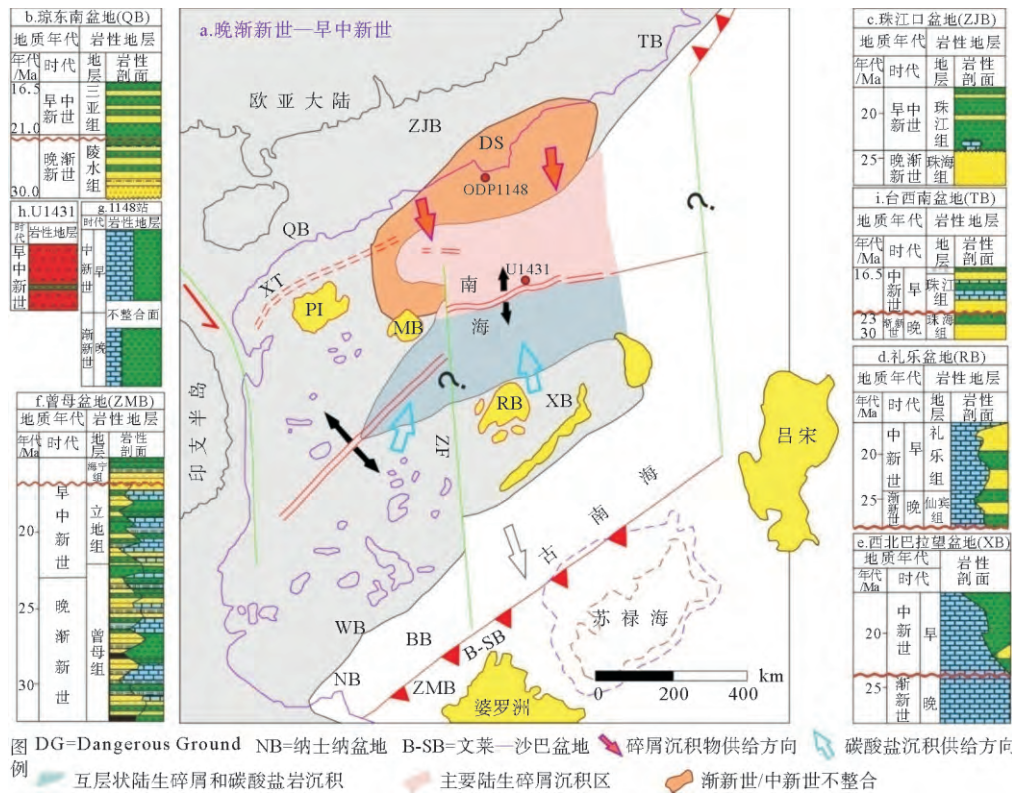 b.琼东南盆地(QB)
地质年代
岩性地层
年代/Ma
时代
地层
岩性剖面
16.5
早中新世
三亚组
21.0
晚渐新世
陵水组
30.0
h.U1431
时代
岩性地层
早中新世
g.1148站
时代
岩性地层
中新世
早
不整合面
渐新世
晚
f.曾母盆地(ZMB)
地质年代
岩性地层
年代/Ma
时代
地层
岩性剖面
海宁组
早中新世
立地组
20
25
晚渐新世
曾母组
30
a.晚渐新世—早中新世
TB
欧亚大陆
ZJB
DS
ODP1148
QB
?
XT
U1431
南
PI
MB
海
?
印支半岛
RB
XB
ZF
吕宋
海
南
古
苏禄海
WB
BB
B-SB
NB
ZMB
婆罗洲
0 200 400 km
c.珠江口盆地(ZJB)
地质年代
岩性地层
年代/Ma
时代
地层
岩性剖面
20
早中新世
珠江组
25
晚渐新世
珠海组
i.台西南盆地(TB)
地质年代
岩性地层
16.5
中新世
早
珠江组
23
30
渐新世
晚
珠海组
d.礼乐盆地(RB)
地质年代
岩性地层
年代/Ma
时代
地层
岩性剖面
20
中新世
早
礼乐组
25
渐新世
晚
仙宾组
e.西北巴拉望盆地(XB)
地质年代
岩性剖面
年代/Ma
时代
20
中新世
早
25
渐新世
晚
图例
DG=Dangerous Ground NB=纳士纳盆地 B-SB=文莱—沙巴盆地 碎屑沉积物供给方向 碳酸盐沉积供给方向
互层状陆生碎屑和碳酸盐岩沉积 主要陆生碎屑沉积区 渐新世/中新世不整合